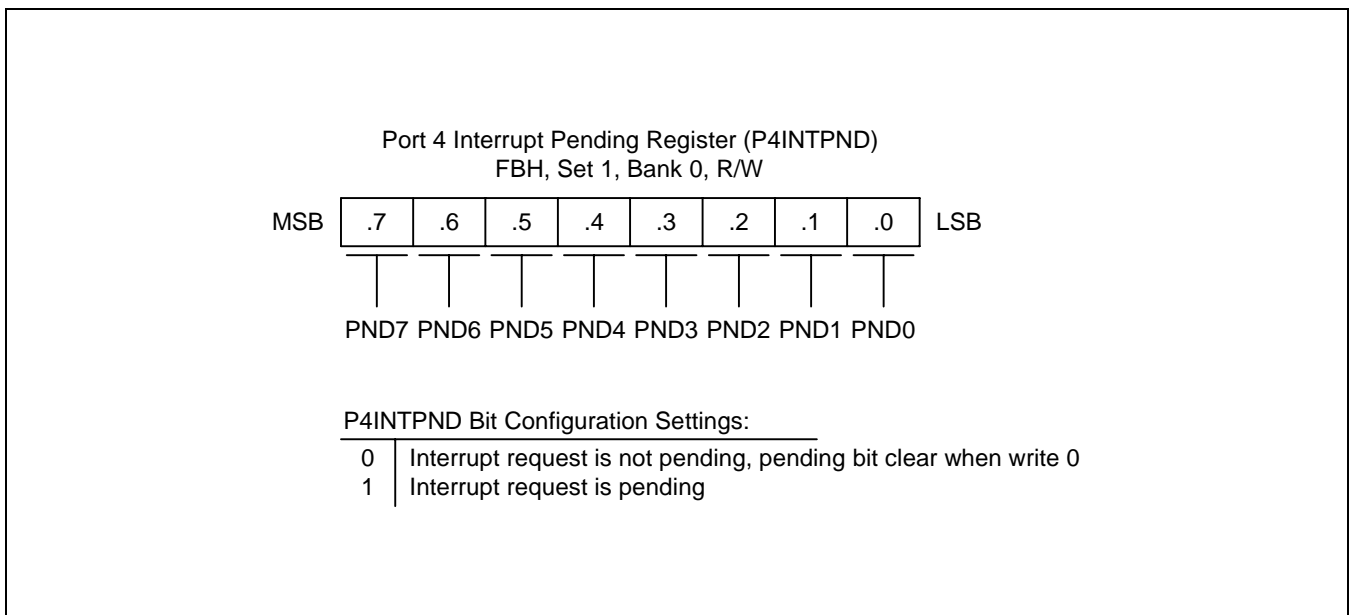 Port 4 Interrupt Pending Register (P4INTPND)
FBH, Set 1, Bank 0, R/W
MSB .7 .6 .5 .4 .3 .2 .1 .0 LSB
PND7 PND6 PND5 PND4 PND3 PND2 PND1 PND0
P4INTPND Bit Configuration Settings:
0 Interrupt request is not pending, pending bit clear when write 0
1 Interrupt request is pending